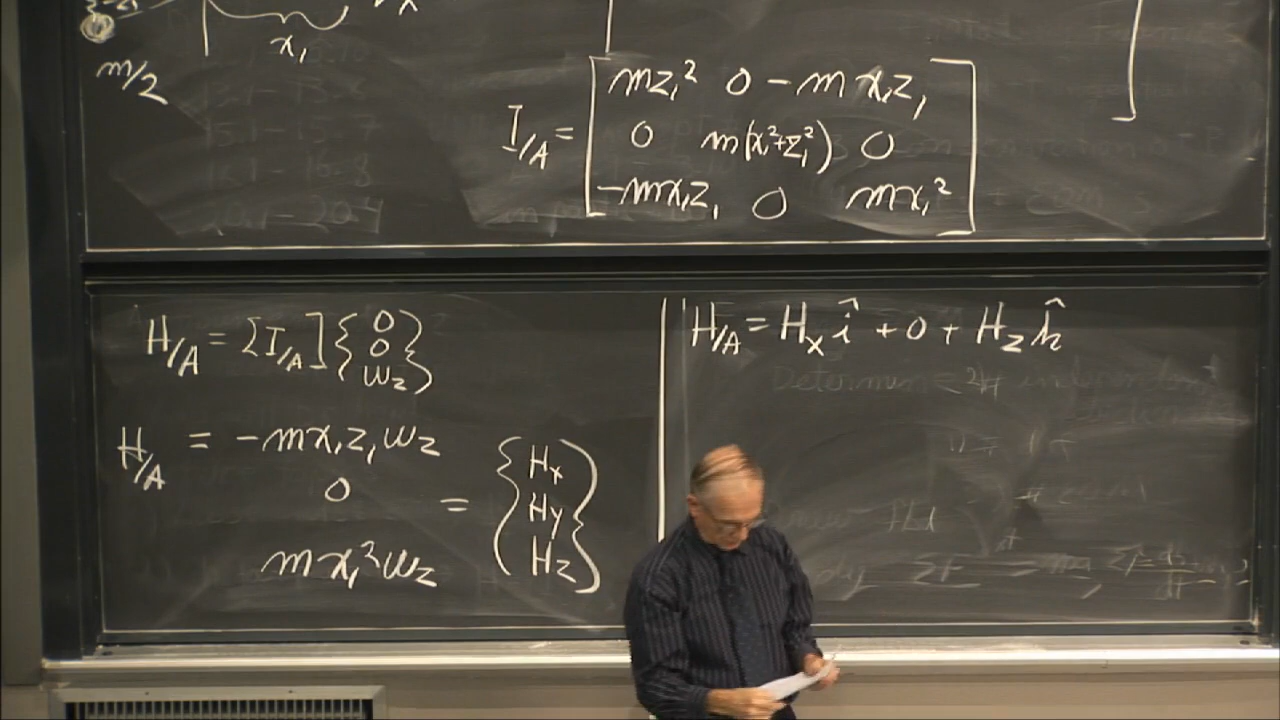 x₁
m/2
I/A = [ mz₁² 0 -mx₁z₁
0 m(x₁²+z₁²) 0
-mx₁z₁ 0 mx₁² ]
H/A = [I/A] { 0
0
ωz }
H/A = -mx₁z₁ωz
0
mx₁²ωz
= { Hx
Hy
Hz }
H/A = Hx î + 0 + Hz k̂